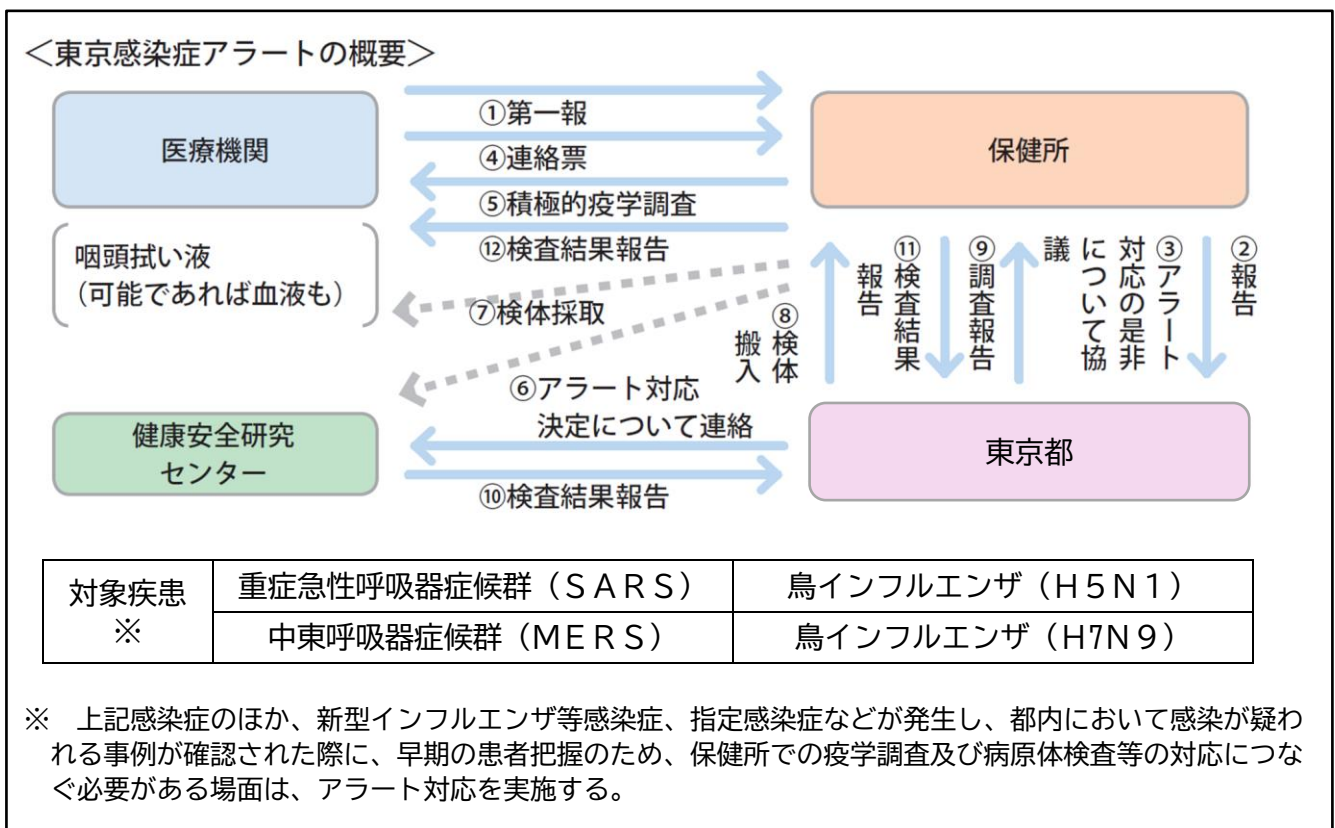 ＜東京感染症アラートの概要＞
医療機関
①第一報
④連絡票
⑤積極的疫学調査
⑫検査結果報告
保健所
咽頭拭い液
（可能であれば血液も）
⑦検体採取
⑧検体
搬入
⑪検査結果
報告
⑨調査報告
③アラート
対応の是非
について協
議
②報告
⑥アラート対応
決定について連絡
健康安全研究
センター
⑩検査結果報告
東京都
対象疾患
※
重症急性呼吸器症候群（ＳＡＲＳ）
鳥インフルエンザ（Ｈ５Ｎ１）
中東呼吸器症候群（ＭＥＲＳ）
鳥インフルエンザ（Ｈ7Ｎ９）
※　上記感染症のほか、新型インフルエンザ等感染症、指定感染症などが発生し、都内において感染が疑わ
れる事例が確認された際に、早期の患者把握のため、保健所での疫学調査及び病原体検査等の対応につな
ぐ必要がある場面は、アラート対応を実施する。